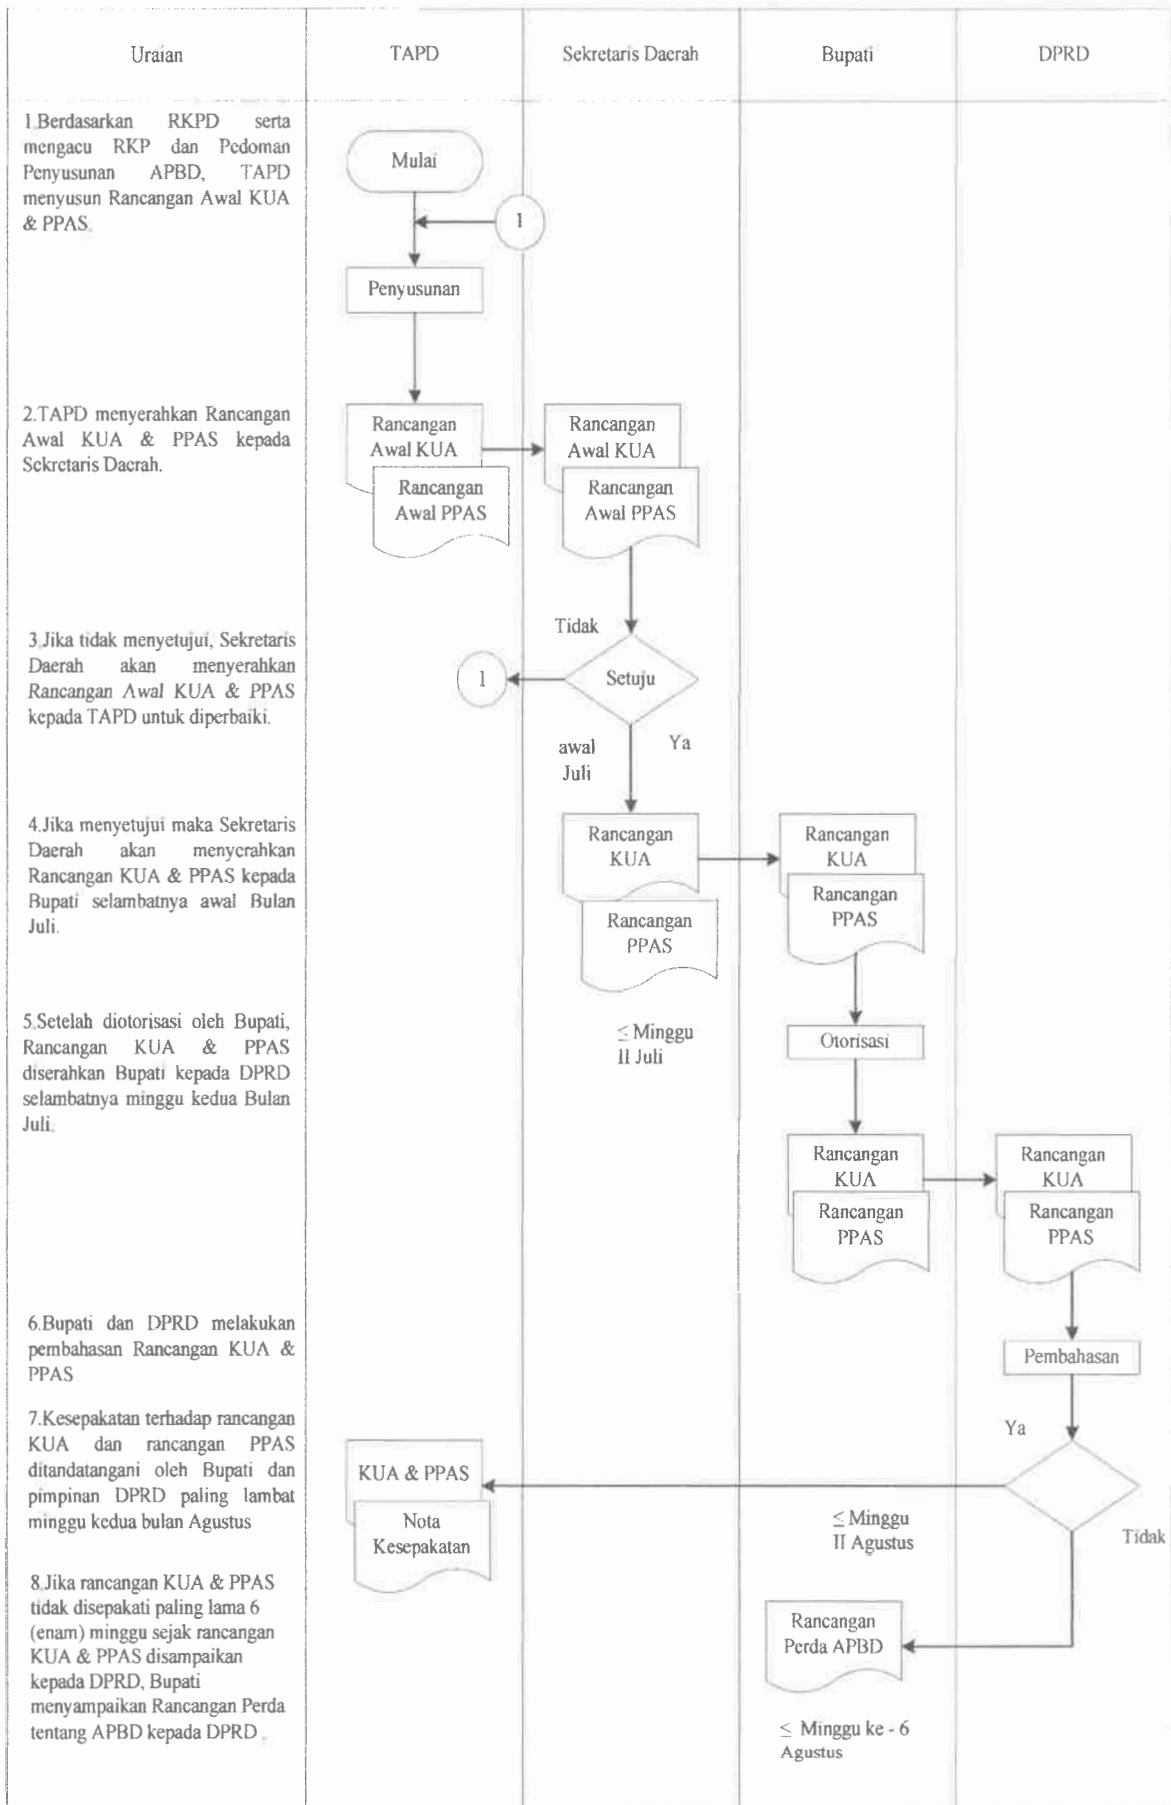 Uraian
TAPD
Sekretaris Daerah
Bupati
DPRD
1.Berdasarkan RKPD serta
mengacu RKP dan Pedoman
Penyusunan APBD, TAPD
menyusun Rancangan Awal KUA
& PPAS.
Mulai
1
Penyusunan
2.TAPD menyerahkan Rancangan
Awal KUA & PPAS kepada
Sekretaris Daerah.
Rancangan
Awal KUA
Rancangan
Awal PPAS
Rancangan
Awal KUA
Rancangan
Awal PPAS
3.Jika tidak menyetujui, Sekretaris
Daerah akan menyerahkan
Rancangan Awal KUA & PPAS
kepada TAPD untuk diperbaiki.
Tidak
1
Setuju
awal
Juli
Ya
4.Jika menyetujui maka Sekretaris
Daerah akan menyerahkan
Rancangan KUA & PPAS kepada
Bupati selambatnya awal Bulan
Juli.
Rancangan
KUA
Rancangan
PPAS
Rancangan
KUA
Rancangan
PPAS
5.Setelah diotorisasi oleh Bupati,
Rancangan KUA & PPAS
diserahkan Bupati kepada DPRD
selambatnya minggu kedua Bulan
Juli.
≤ Minggu
II Juli
Otorisasi
Rancangan
KUA
Rancangan
PPAS
Rancangan
KUA
Rancangan
PPAS
6.Bupati dan DPRD melakukan
pembahasan Rancangan KUA &
PPAS
Pembahasan
7.Kesepakatan terhadap rancangan
KUA dan rancangan PPAS
ditandatangani oleh Bupati dan
pimpinan DPRD paling lambat
minggu kedua bulan Agustus
Ya
KUA & PPAS
Nota
Kesepakatan
≤ Minggu
II Agustus
Tidak
8.Jika rancangan KUA & PPAS
tidak disepakati paling lama 6
(enam) minggu sejak rancangan
KUA & PPAS disampaikan
kepada DPRD, Bupati
menyampaikan Rancangan Perda
tentang APBD kepada DPRD .
Rancangan
Perda APBD
≤ Minggu ke - 6
Agustus